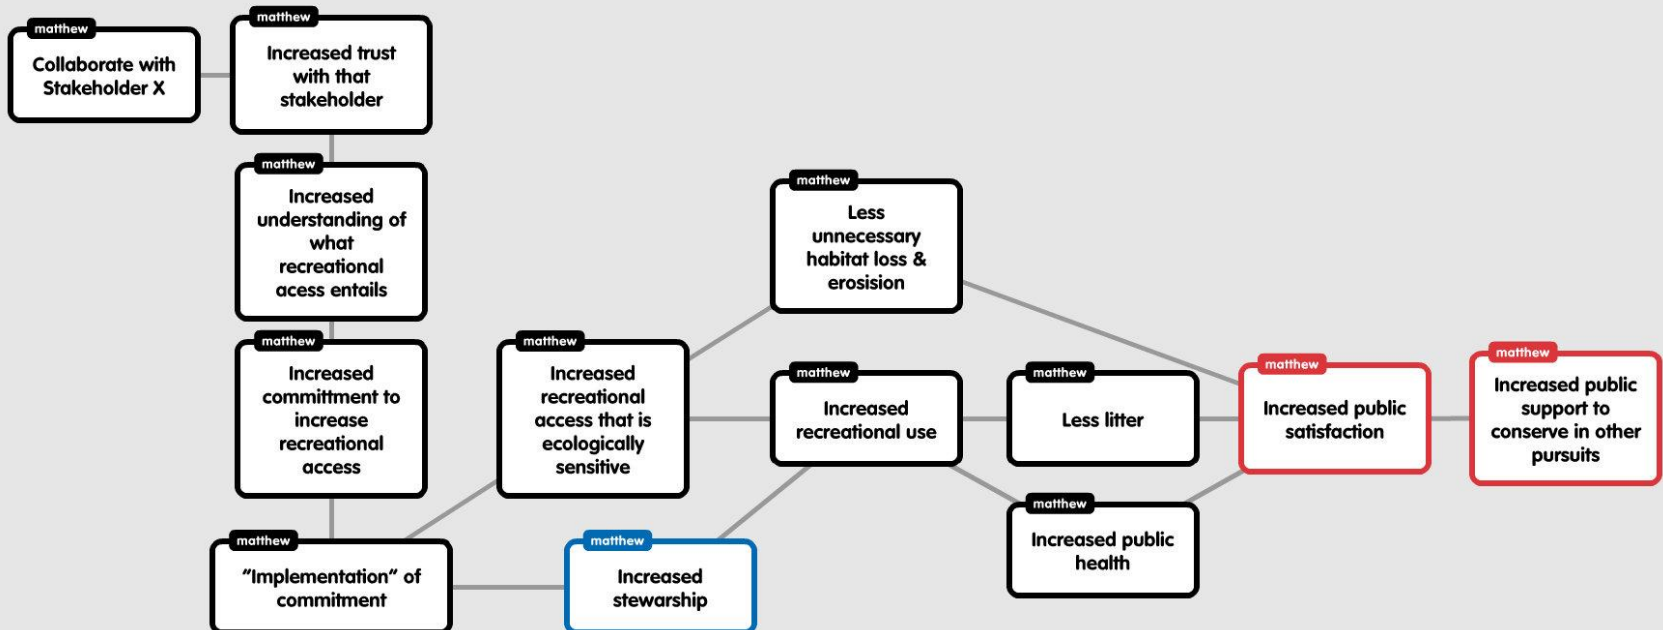 matthew
Collaborate with
Stakeholder X
matthew
Increased trust
with that
stakeholder
matthew
Increased
understanding of
what
recreational
acess entails
matthew
Increased
committment to
increase
recreational
access
matthew
"Implementation" of
commitment
matthew
Increased
recreational
access that is
ecologically
sensitive
matthew
Increased
stewarship
matthew
Less
unnecessary
habitat loss &
erosision
matthew
Increased
recreational use
matthew
Less litter
matthew
Increased public
health
matthew
Increased public
satisfaction
matthew
Increased public
support to
conserve in other
pursuits